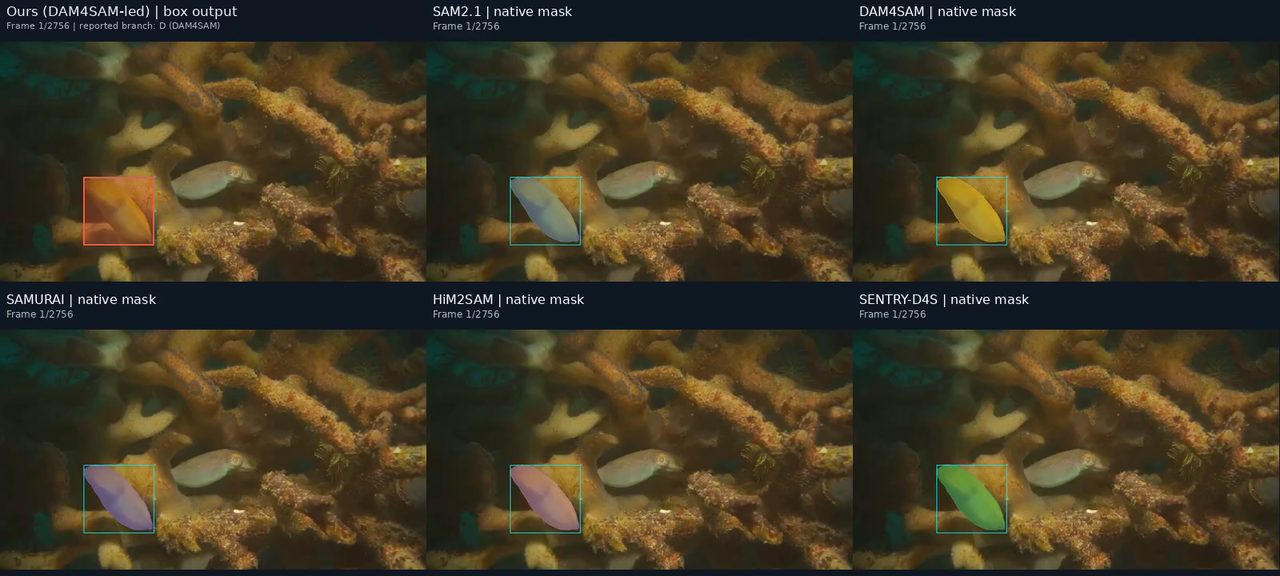 Ours (DAM4SAM-led) | box output
Frame 1/2756 | reported branch: D (DAM4SAM)
SAM2.1 | native mask
Frame 1/2756
DAM4SAM | native mask
Frame 1/2756
SAMURAI | native mask
Frame 1/2756
HiM2SAM | native mask
Frame 1/2756
SENTRY-D4S | native mask
Frame 1/2756